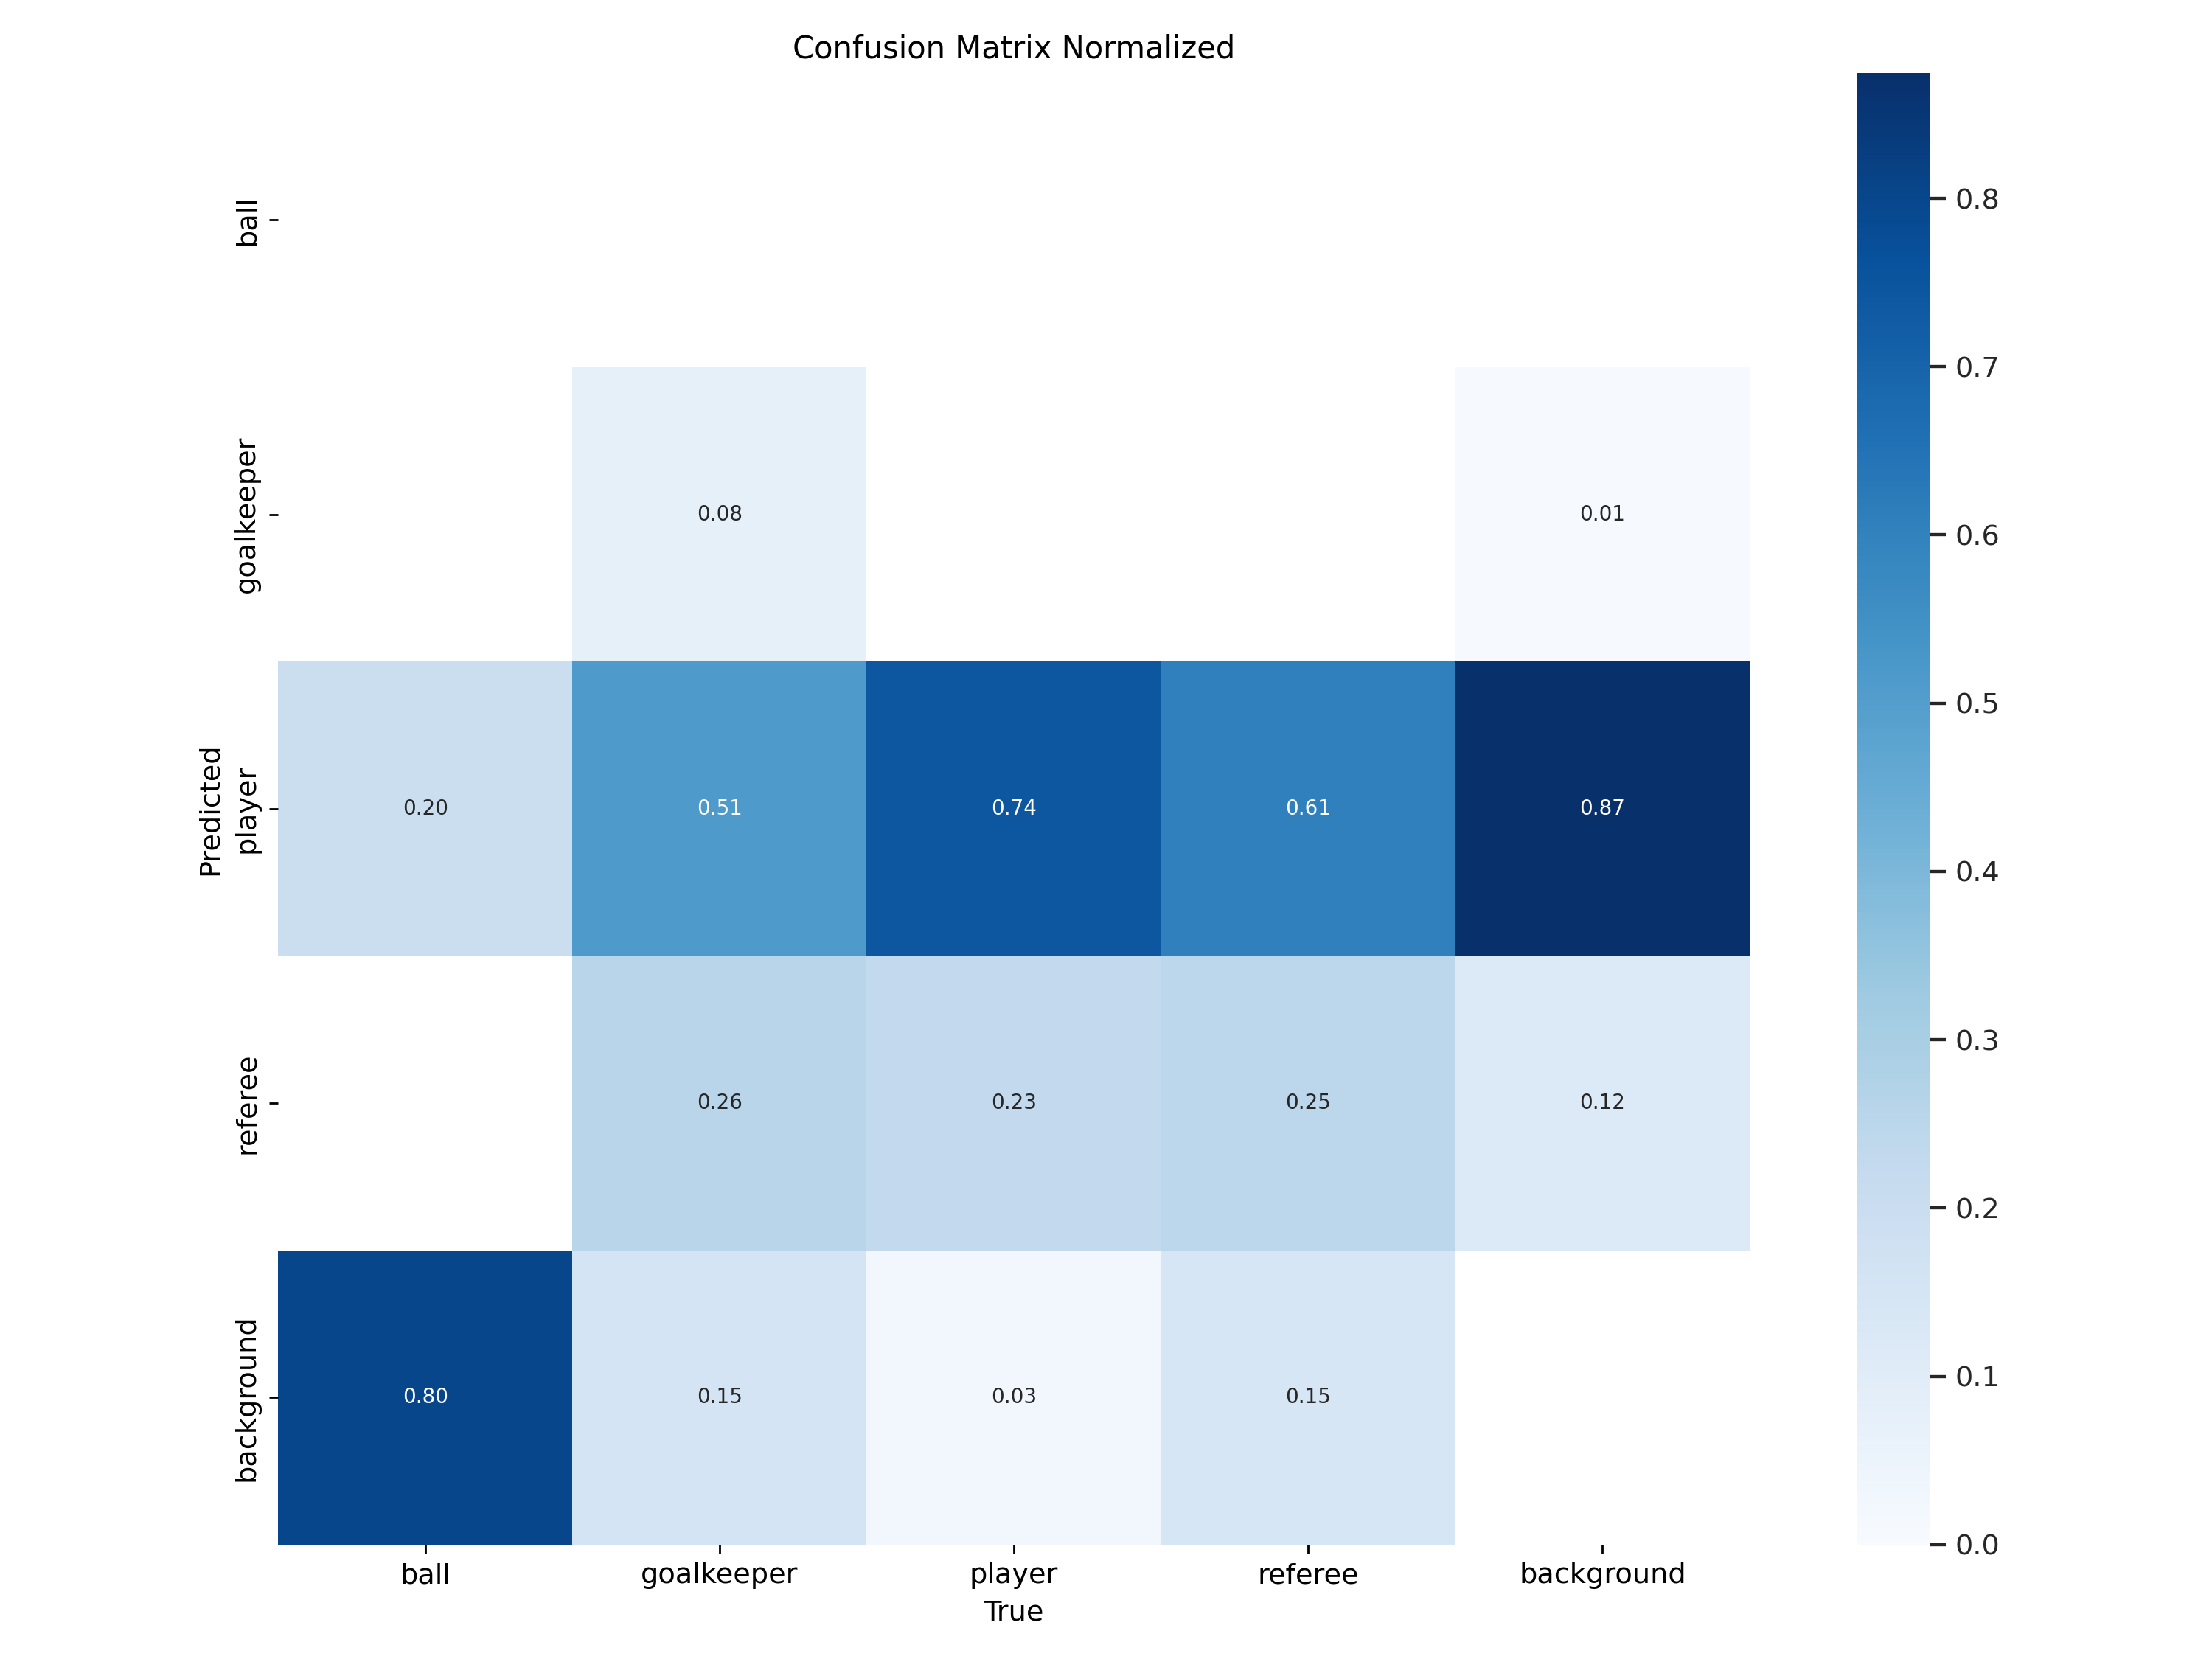 Confusion Matrix Normalized
ball
goalkeeper
0.08
0.01
Predicted
player
0.20 0.51 0.74 0.61 0.87
referee
0.26 0.23 0.25 0.12
background
0.80 0.15 0.03 0.15
ball goalkeeper player referee background
True
0.8
0.7
0.6
0.5
0.4
0.3
0.2
0.1
0.0